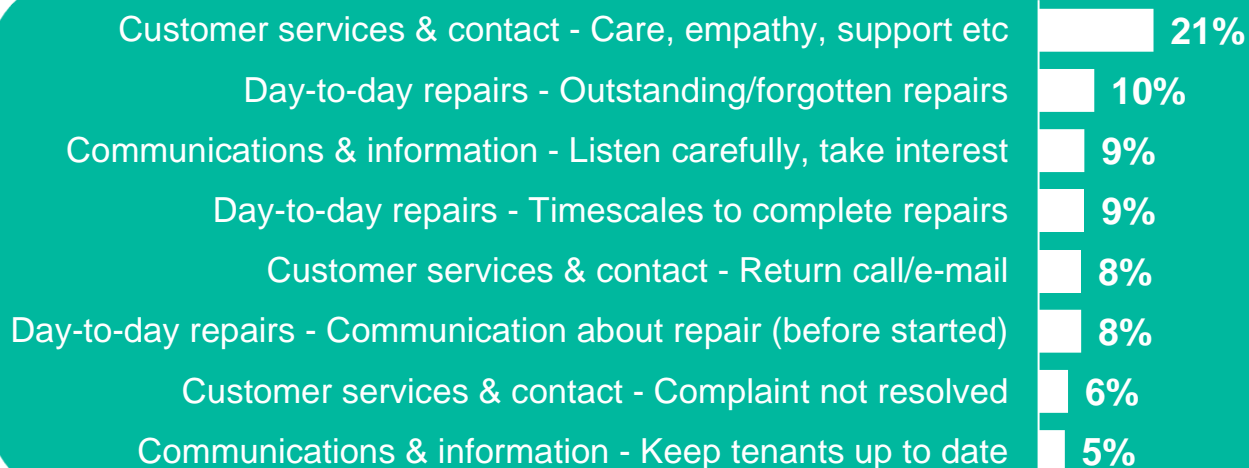 Customer services & contact - Care, empathy, support etc 21%
Day-to-day repairs - Outstanding/forgotten repairs 10%
Communications & information - Listen carefully, take interest 9%
Day-to-day repairs - Timescales to complete repairs 9%
Customer services & contact - Return call/e-mail 8%
Day-to-day repairs - Communication about repair (before started) 8%
Customer services & contact - Complaint not resolved 6%
Communications & information - Keep tenants up to date 5%